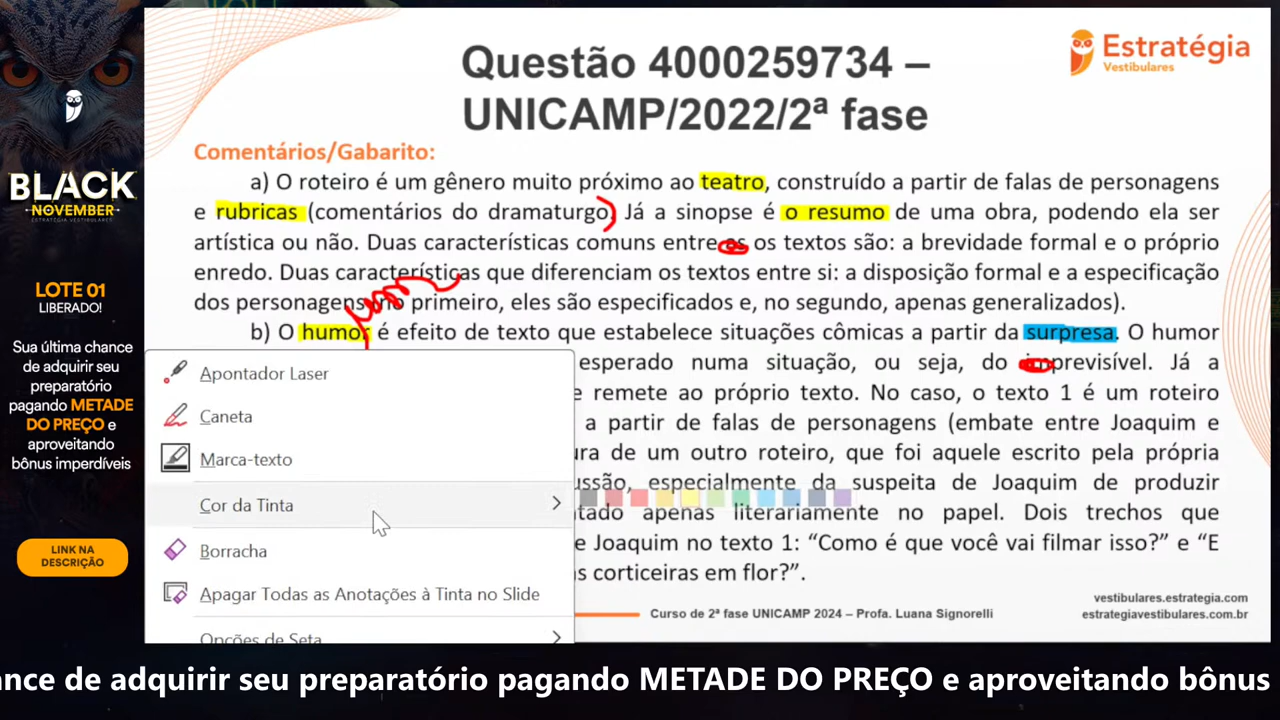 Questão 4000259734 –
UNICAMP/2022/2ª fase
Estratégia
Vestibulares
Comentários/Gabarito:
a) O roteiro é um gênero muito próximo ao teatro, construído a partir de falas de personagens
e rubricas (comentários do dramaturgo). Já a sinopse é o resumo de uma obra, podendo ela ser
artística ou não. Duas características comuns entre os textos são: a brevidade formal e o próprio
enredo. Duas características que diferenciam os textos entre si: a disposição formal e a especificação
dos personagens (no primeiro, eles são especificados e, no segundo, apenas generalizados).
b) O humor é efeito de texto que estabelece situações cômicas a partir da surpresa. O humor
esperado numa situação, ou seja, do imprevisível. Já a
e remete ao próprio texto. No caso, o texto 1 é um roteiro
a partir de falas de personagens (embate entre Joaquim e
ura de um outro roteiro, que foi aquele escrito pela própria
ussão, especialmente da suspeita de Joaquim de produzir
tado apenas literariamente no papel. Dois trechos que
e Joaquim no texto 1: “Como é que você vai filmar isso?” e “E
as corticeiras em flor?”.
Apontador Laser
Caneta
Marca-texto
Cor da Tinta
Borracha
Apagar Todas as Anotações à Tinta no Slide
Opções de Seta
Curso de 2ª fase UNICAMP 2024 – Profa. Luana Signorelli
vestibulares.estrategia.com
estrategiavestibulares.com.br
BLACK
NOVEMBER
ESTRATÉGIA VESTIBULARES
LOTE 01
LIBERADO!
Sua última chance
de adquirir seu
preparatório
pagando METADE
DO PREÇO e
aproveitando
bônus imperdíveis
LINK NA
DESCRIÇÃO
ance de adquirir seu preparatório pagando METADE DO PREÇO e aproveitando bônus